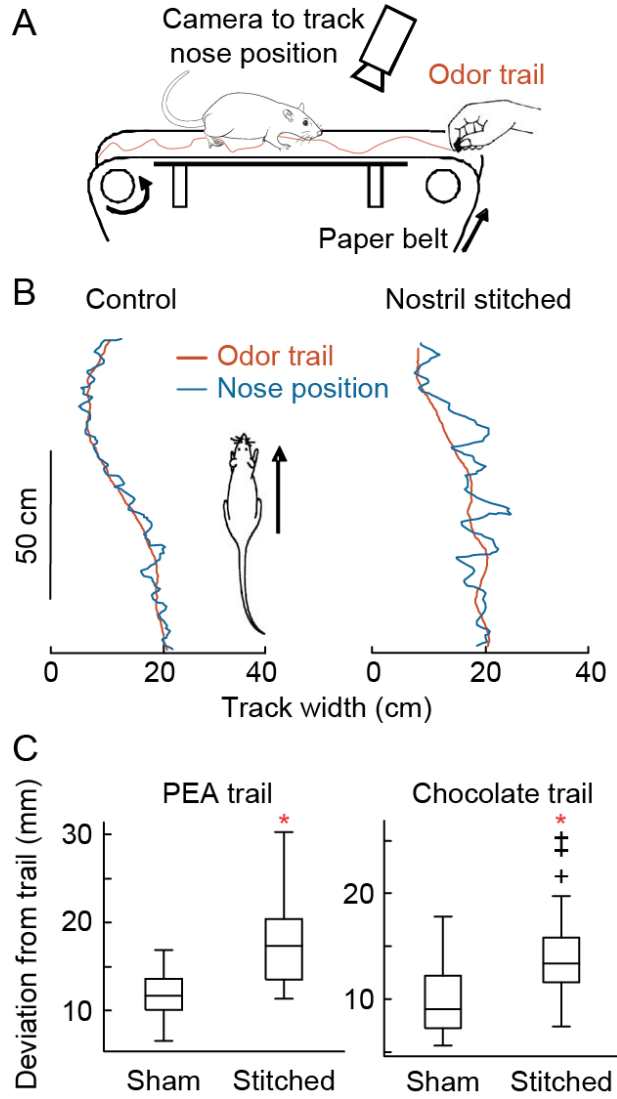 A
Camera to track
nose position
Odor trail
Paper belt
B
Control
Nostril stitched
Odor trail
Nose position
50 cm
0
20
40
0
20
40
Track width (cm)
C
PEA trail
Chocolate trail
Deviation from trail (mm)
30
20
10
*
Sham
Stitched
20
10
*
Sham
Stitched